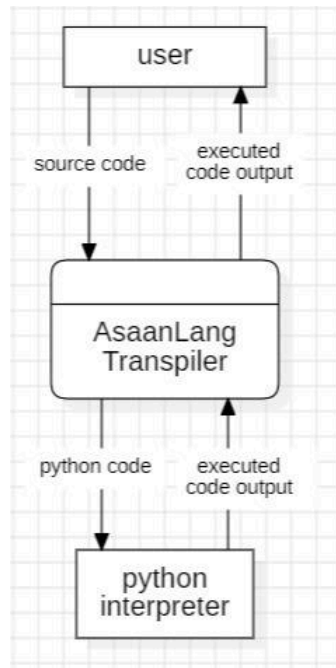 user
source code
executed
code output
AsaanLang
Transpiler
python code
executed
code output
python
interpreter